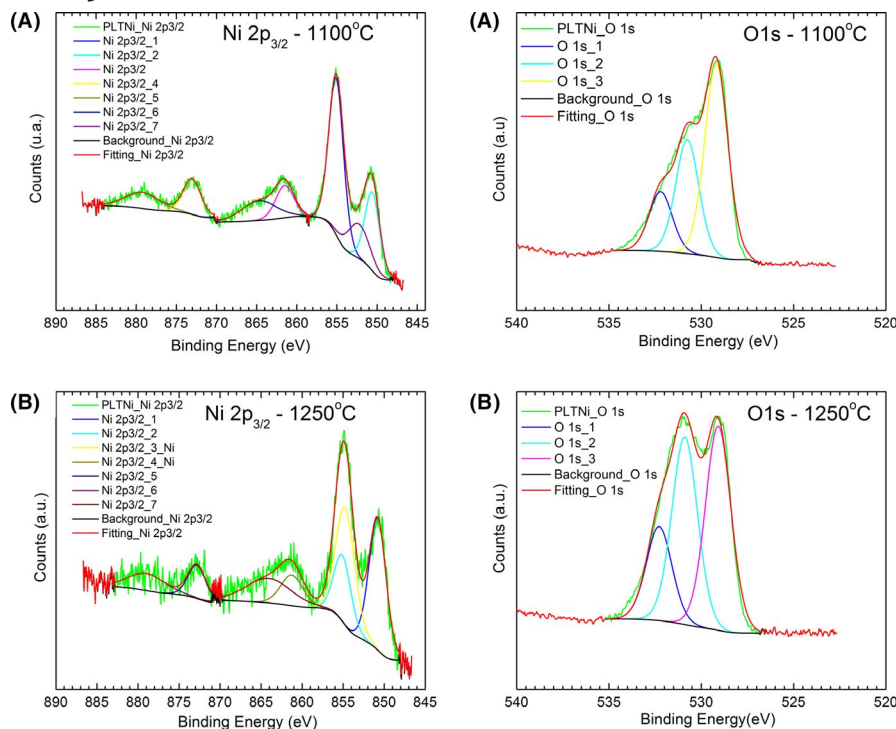 (A)
Ni 2p3/2 - 1100°C
PLTNi_Ni 2p3/2
Ni 2p3/2_1
Ni 2p3/2_2
Ni 2p3/2
Ni 2p3/2_4
Ni 2p3/2_5
Ni 2p3/2_6
Ni 2p3/2_7
Background_Ni 2p3/2
Fitting_Ni 2p3/2
Counts (u.a.)
890 885 880 875 870 865 860 855 850 845
Binding Energy (eV)
(A)
O1s - 1100°C
PLTNi_O 1s
O 1s_1
O 1s_2
O 1s_3
Background_O 1s
Fitting_O 1s
Counts (a.u)
540 535 530 525 520
Binding Energy (eV)
(B)
Ni 2p3/2 - 1250°C
PLTNi_Ni 2p3/2
Ni 2p3/2_1
Ni 2p3/2_2
Ni 2p3/2_3_Ni
Ni 2p3/2_4_Ni
Ni 2p3/2_5
Ni 2p3/2_6
Ni 2p3/2_7
Background_Ni 2p3/2
Fitting_Ni 2p3/2
Counts (a.u.)
890 885 880 875 870 865 860 855 850 845
Binding Energy (eV)
(B)
O1s - 1250°C
PLTNi_O 1s
O 1s_1
O 1s_2
O 1s_3
Background_O 1s
Fitting_O 1s
Counts (a.u.)
540 535 530 525 520
Binding Energy(eV)